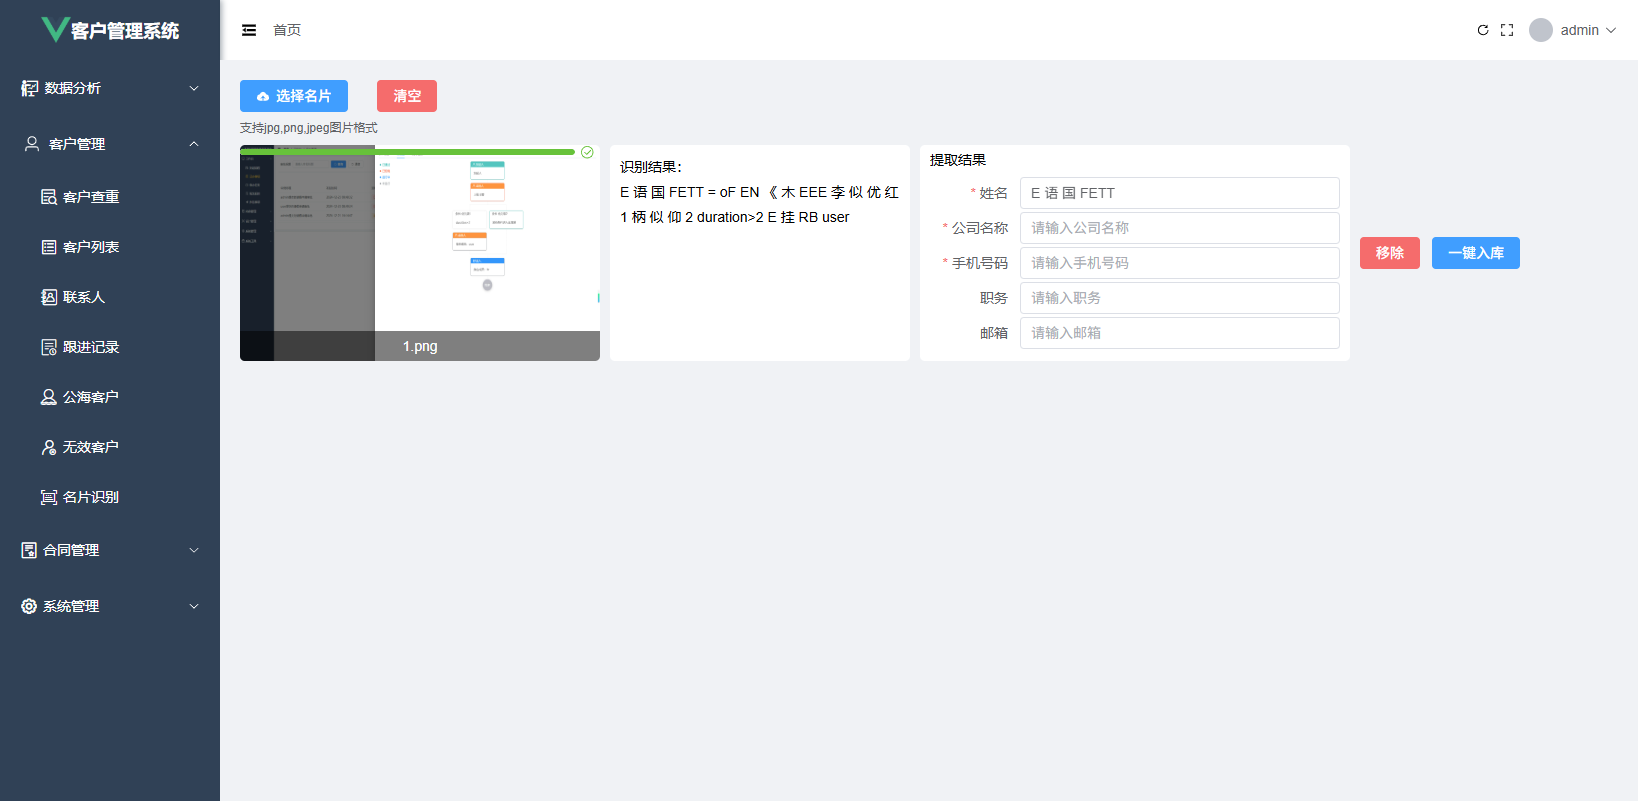 客户管理系统
首页
admin
数据分析
客户管理
客户查重
客户列表
联系人
跟进记录
公海客户
无效客户
名片识别
合同管理
系统管理
选择名片
清空
支持jpg,png,jpeg图片格式
1.png
识别结果:
E 语 国 FETT = oF EN 《 木 EEE 李 似 优 红
1 柄 似 仰 2 duration>2 E 挂 RB user
提取结果
* 姓名 E 语 国 FETT
* 公司名称 请输入公司名称
* 手机号码 请输入手机号码
职务 请输入职务
邮箱 请输入邮箱
移除
一键入库